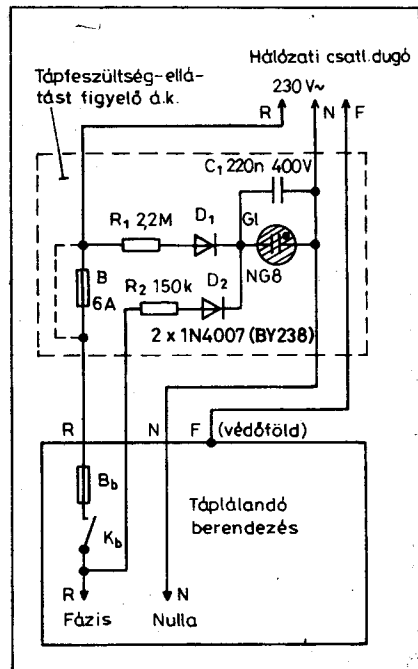 Hálózati csatl. dugó
Tápfeszültség-ellá-
tást figyelő á.k.
230 V~
R
N
F
C₁ 220n 400V
R₁ 2,2M
D₁
Gl
B
6A
R₂ 150k
D₂
NG8
2 x 1N4007 (BY238)
R
N
F
(védőföld)
Bb
Táplálandó
berendezés
Kb
R
N
Fázis
Nulla